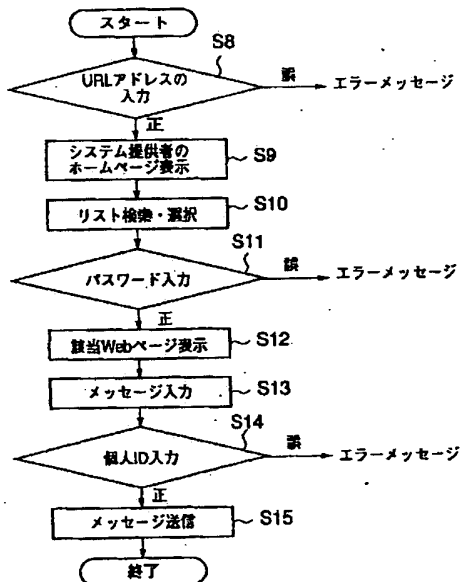 スタート
S8
URLアドレスの
入力
誤
エラーメッセージ
正
システム提供者の
ホームページ表示
S9
リスト検索・選択
S10
S11
パスワード入力
誤
エラーメッセージ
正
該当Webページ表示
S12
メッセージ入力
S13
S14
個人ID入力
誤
エラーメッセージ
正
メッセージ送信
S15
終了